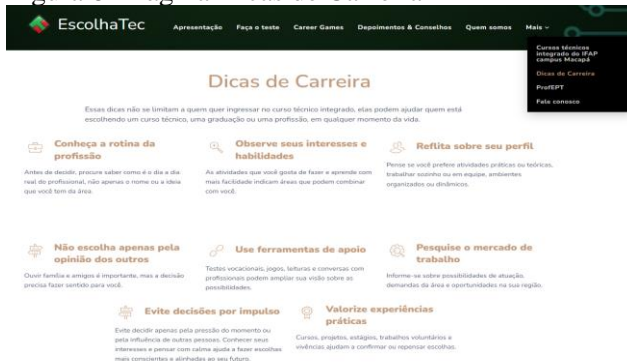 EscolhaTec
Apresentação Faça o teste Career Games Depoimentos & Conselhos Quem somos Mais
Cursos técnicos
integrado do IFAP
campus Macapá
Dicas de Carreira
ProfEPT
Fale conosco
Dicas de Carreira
Essas dicas não se limitam a quem quer ingressar no curso técnico integrado, elas podem ajudar quem está
escolhendo um curso técnico, uma graduação ou uma profissão, em qualquer momento da vida.
Conheça a rotina da
profissão
Antes de decidir, procure saber como é o dia a dia
real do profissional, não apenas o nome ou a ideia
que você tem da área.
Observe seus interesses e
habilidades
As atividades que você gosta de fazer e aprende com
mais facilidade indicam áreas que podem combinar
com você.
Reflita sobre seu perfil
Pense se você prefere atividades práticas ou teóricas,
trabalhar sozinho ou em equipe, ambientes
organizados ou dinâmicos.
Não escolha apenas pela
opinião dos outros
Ouvir família e amigos é importante, mas a decisão
precisa fazer sentido para você.
Use ferramentas de apoio
Testes vocacionais, jogos, leituras e conversas com
profissionais podem ampliar sua visão sobre as
possibilidades.
Pesquise o mercado de
trabalho
Informe-se sobre possibilidades de atuação,
demandas da área e oportunidades na sua região.
Evite decisões por impulso
Evite decidir apenas pela pressão do momento ou
pela influência de outras pessoas. Conhecer seus
interesses e pensar com calma ajuda a fazer escolhas
mais conscientes e alinhadas ao seu futuro.
Valorize experiências
práticas
Cursos, projetos, estágios, trabalhos voluntários e
vivências ajudam a confirmar ou repensar escolhas.